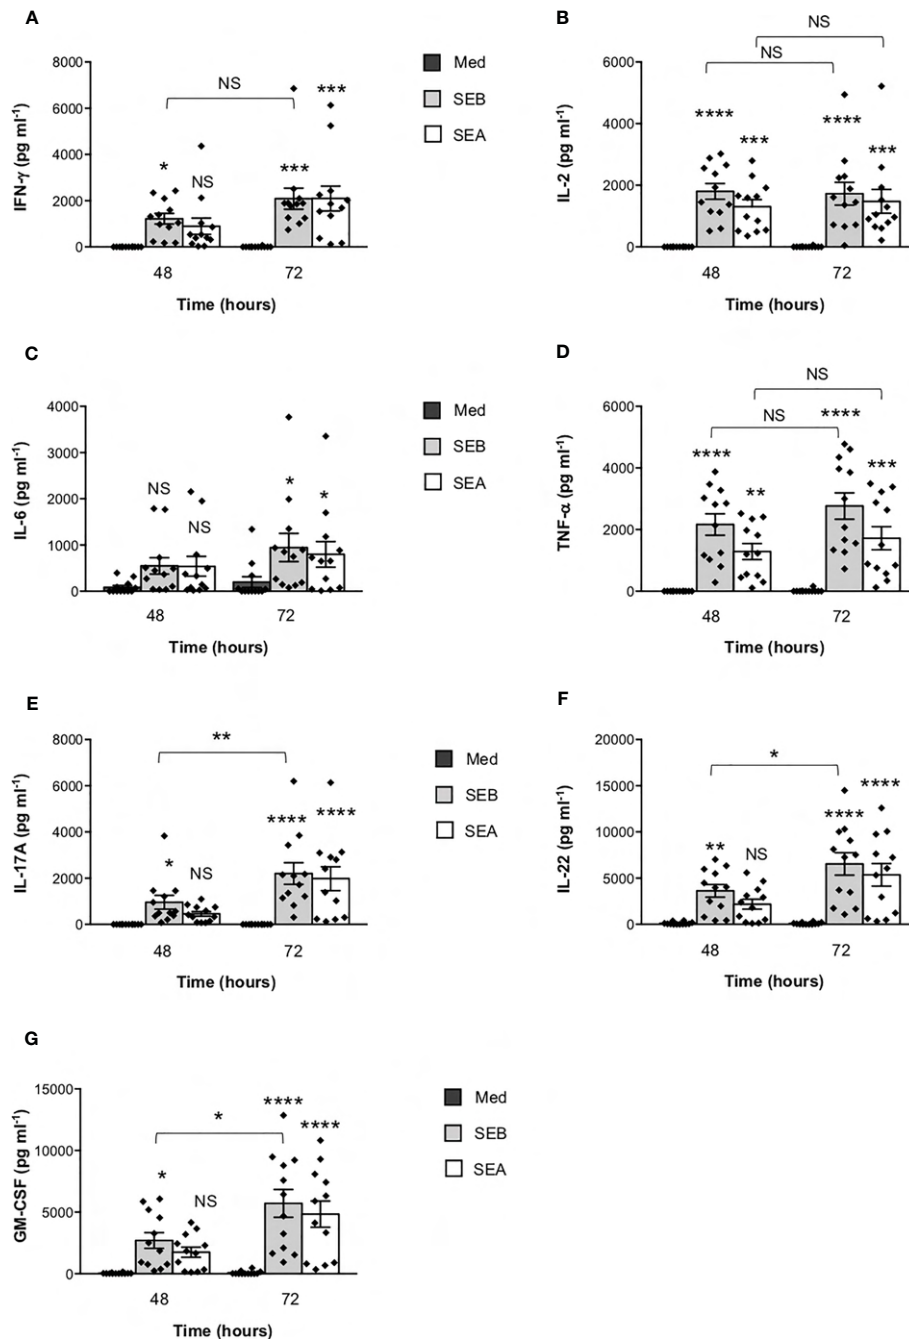 A
IFN-γ (pg ml-1)
8000
6000
4000
2000
0
NS
*
NS
***
***
48
72
Time (hours)
Med
SEB
SEA
B
IL-2 (pg ml-1)
6000
4000
2000
0
NS
NS
****
***
****
***
48
72
Time (hours)
C
IL-6 (pg ml-1)
4000
3000
2000
1000
0
NS
NS
*
*
48
72
Time (hours)
Med
SEB
SEA
D
TNF-α (pg ml-1)
6000
4000
2000
0
NS
NS
****
**
****
***
48
72
Time (hours)
E
IL-17A (pg ml-1)
8000
6000
4000
2000
0
**
*
NS
****
****
48
72
Time (hours)
Med
SEB
SEA
F
IL-22 (pg ml-1)
20000
15000
10000
5000
0
*
**
NS
****
****
48
72
Time (hours)
G
GM-CSF (pg ml-1)
15000
10000
5000
0
*
*
NS
****
****
48
72
Time (hours)
Med
SEB
SEA